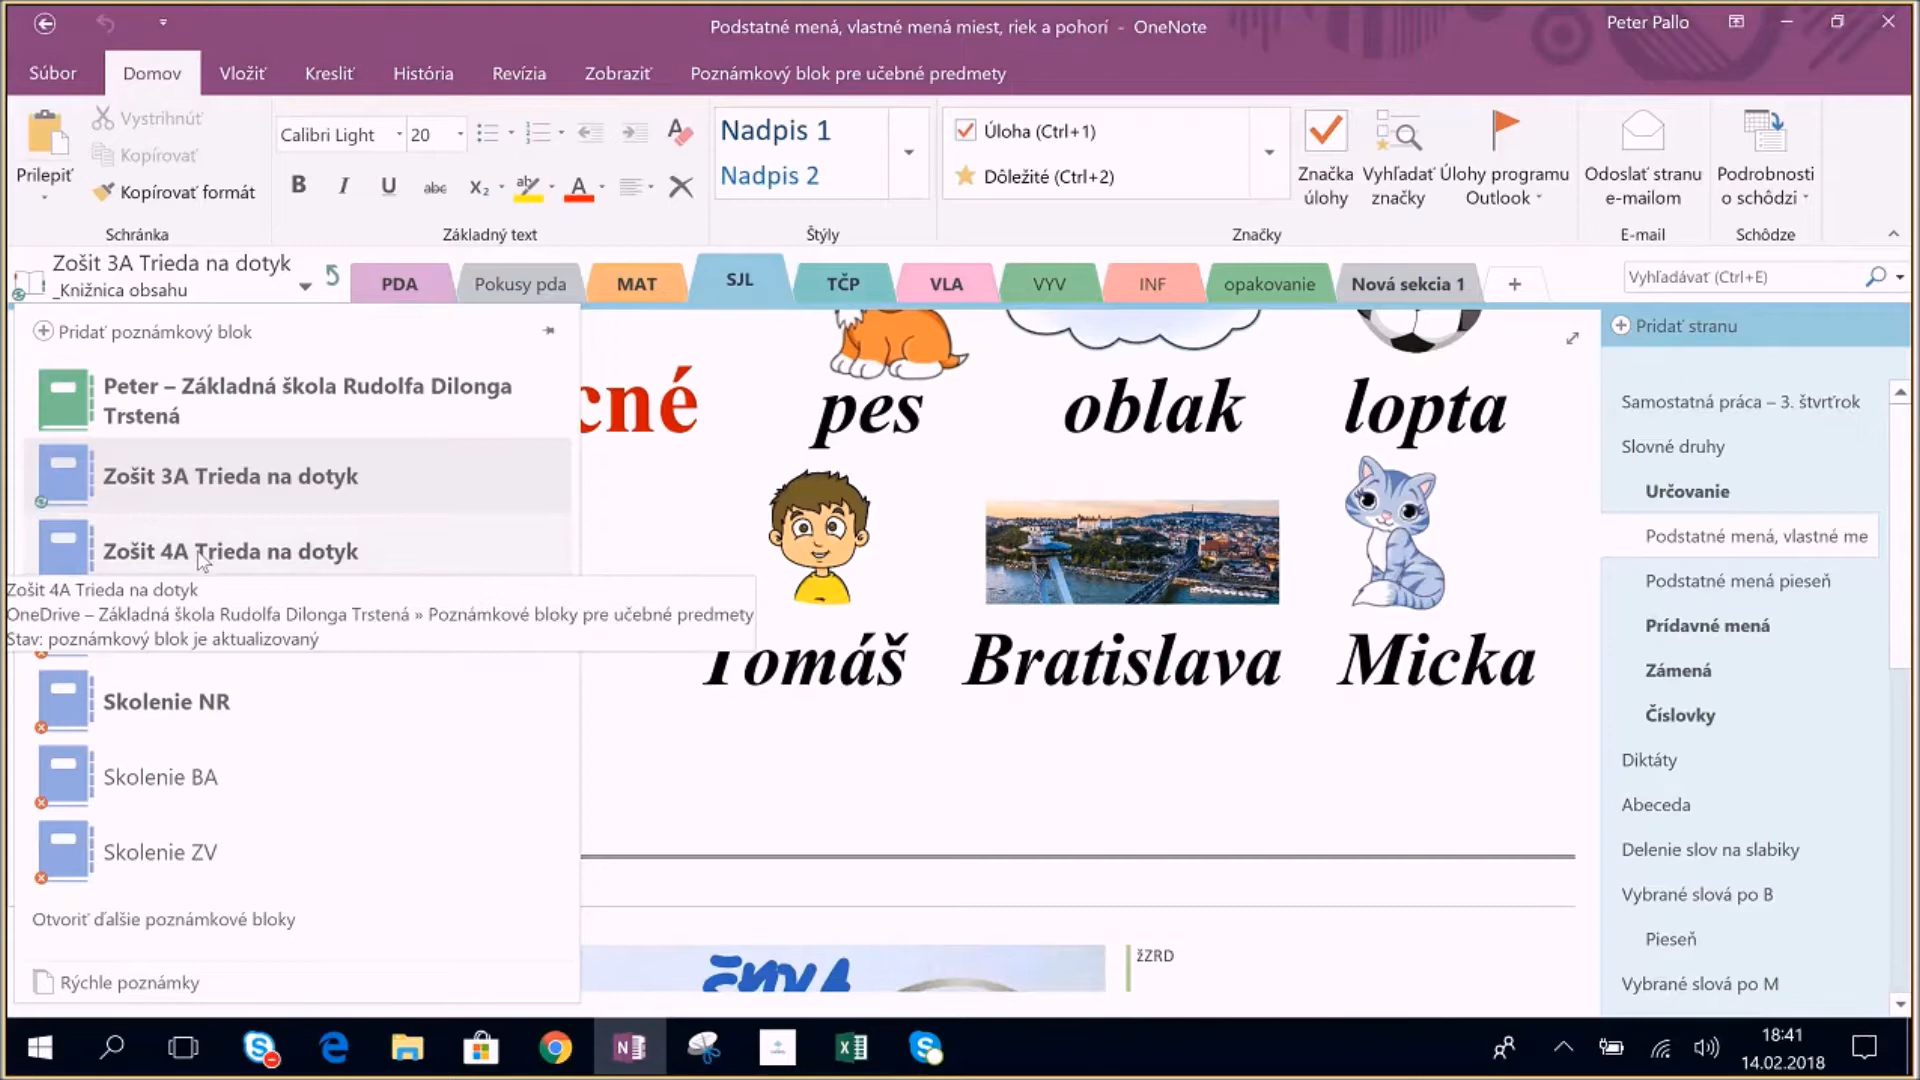 Podstatné mená, vlastné mená miest, riek a pohorí - OneNote
Peter Pallo
Súbor
Domov
Vložiť
Kresliť
História
Revízia
Zobraziť
Poznámkový blok pre učebné predmety
Prilepiť
Vystrihnúť
Kopírovať
Kopírovať formát
Schránka
Calibri Light
20
B I U abc X₂ ab A
Základný text
Nadpis 1
Nadpis 2
Štýly
Úloha (Ctrl+1)
Dôležité (Ctrl+2)
Značka
úlohy
Vyhľadať
značky
Úlohy programu
Outlook
Značky
Odoslať stranu
e-mailom
E-mail
Podrobnosti
o schôdzi
Schôdze
Zošit 3A Trieda na dotyk
_Knižnica obsahu
PDA
Pokusy pda
MAT
SJL
TČP
VLA
VYV
INF
opakovanie
Nová sekcia 1
+
Vyhľadávať (Ctrl+E)
Pridať poznámkový blok
Peter – Základná škola Rudolfa Dilonga
Trstená
Zošit 3A Trieda na dotyk
Zošit 4A Trieda na dotyk
Zošit 4A Trieda na dotyk
OneDrive – Základná škola Rudolfa Dilonga Trstená » Poznámkové bloky pre učebné predmety
Stav: poznámkový blok je aktualizovaný
Skolenie NR
Skolenie BA
Skolenie ZV
Otvoriť ďalšie poznámkové bloky
Rýchle poznámky
cné
pes
oblak
lopta
Tomáš
Bratislava
Micka
žZRD
Pridať stranu
Samostatná práca – 3. štvrťrok
Slovné druhy
Určovanie
Podstatné mená, vlastné me
Podstatné mená pieseň
Prídavné mená
Zámená
Číslovky
Diktáty
Abeceda
Delenie slov na slabiky
Vybrané slová po B
Pieseň
Vybrané slová po M
18:41
14.02.2018